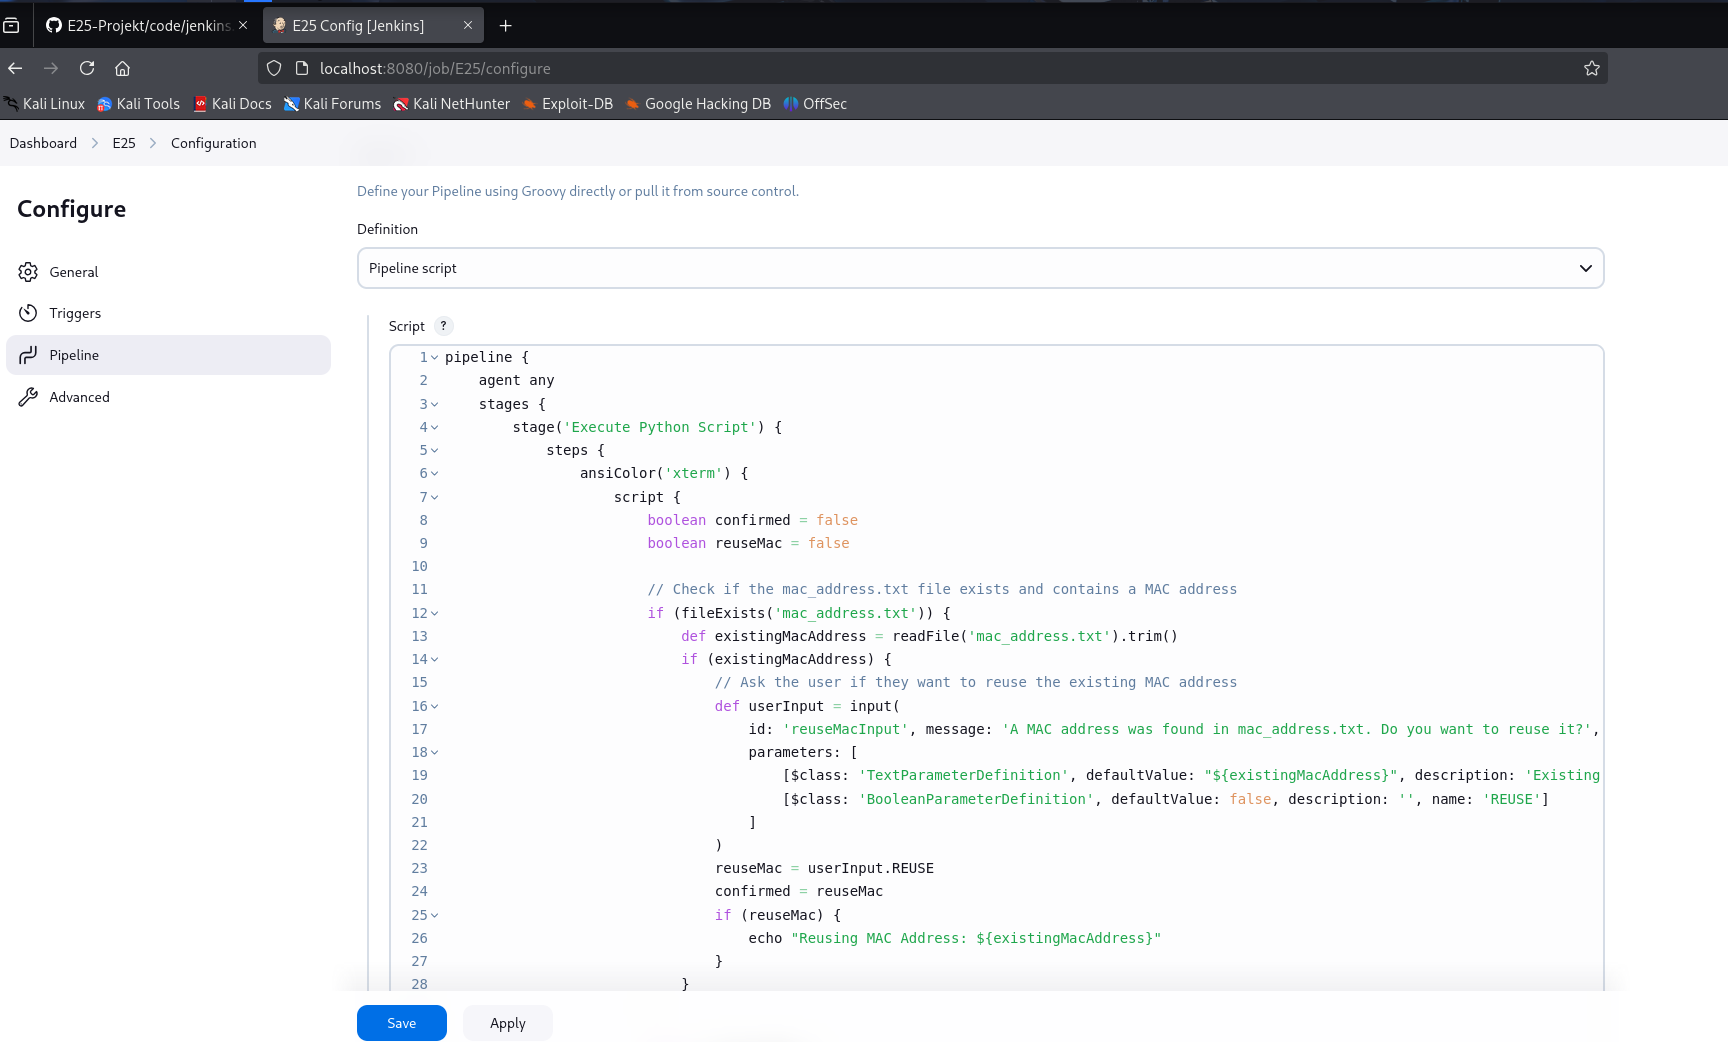 E25-Projekt/code/jenkins
E25 Config [Jenkins]
localhost:8080/job/E25/configure
Kali Linux Kali Tools Kali Docs Kali Forums Kali NetHunter Exploit-DB Google Hacking DB OffSec
Dashboard > E25 > Configuration
Configure
General
Triggers
Pipeline
Advanced
Define your Pipeline using Groovy directly or pull it from source control.
Definition
Pipeline script
Script ?
1 pipeline {
2     agent any
3     stages {
4         stage('Execute Python Script') {
5             steps {
6                 ansiColor('xterm') {
7                     script {
8                         boolean confirmed = false
9                         boolean reuseMac = false
10
11                         // Check if the mac_address.txt file exists and contains a MAC address
12                         if (fileExists('mac_address.txt')) {
13                             def existingMacAddress = readFile('mac_address.txt').trim()
14                             if (existingMacAddress) {
15                                 // Ask the user if they want to reuse the existing MAC address
16                                 def userInput = input(
17                                     id: 'reuseMacInput', message: 'A MAC address was found in mac_address.txt. Do you want to reuse it?',
18                                     parameters: [
19                                         [$class: 'TextParameterDefinition', defaultValue: "${existingMacAddress}", description: 'Existing
20                                         [$class: 'BooleanParameterDefinition', defaultValue: false, description: '', name: 'REUSE']
21                                     ]
22                                 )
23                                 reuseMac = userInput.REUSE
24                                 confirmed = reuseMac
25                                 if (reuseMac) {
26                                     echo "Reusing MAC Address: ${existingMacAddress}"
27                                 }
28                             }
Save
Apply